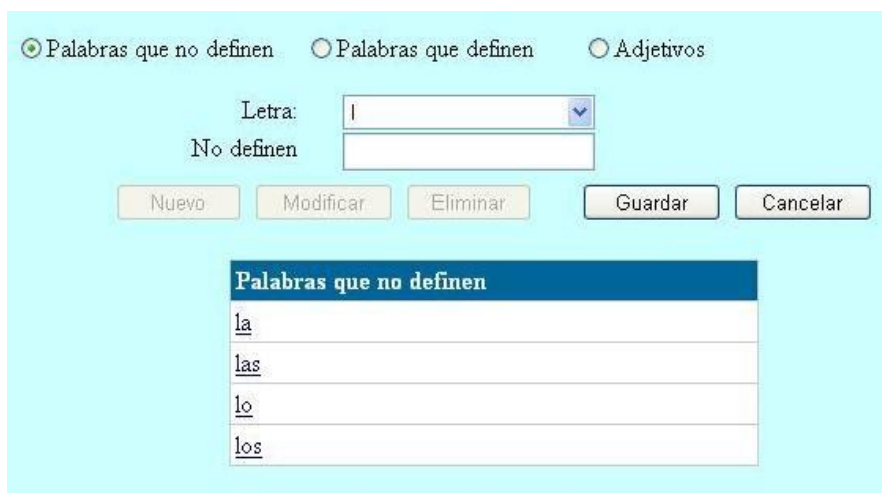 Palabras que no definen Palabras que definen Adjetivos
Letra: l
No definen
Nuevo Modificar Eliminar Guardar Cancelar
Palabras que no definen
la
las
lo
los